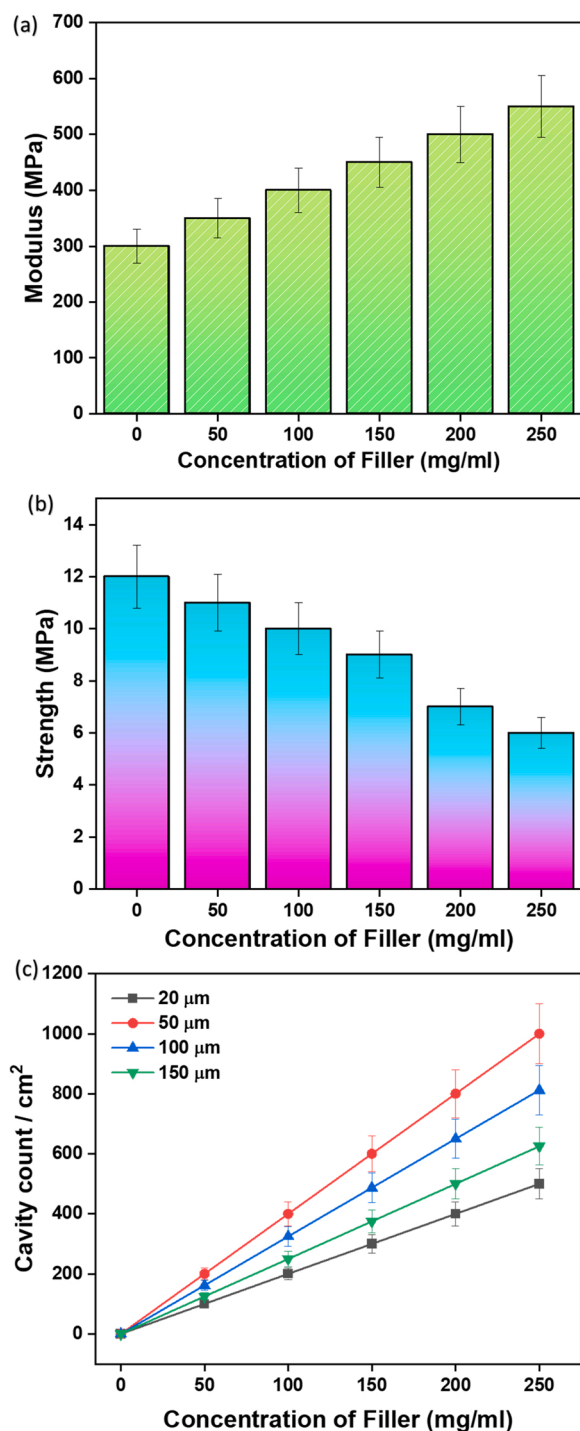 (a)
700
600
500
400
300
200
100
0
Modulus (MPa)
0 50 100 150 200 250
Concentration of Filler (mg/ml)
(b)
14
12
10
8
6
4
2
0
Strength (MPa)
0 50 100 150 200 250
Concentration of Filler (mg/ml)
(c)
1200
1000
800
600
400
200
0
Cavity count / cm²
20 μm
50 μm
100 μm
150 μm
0 50 100 150 200 250
Concentration of Filler (mg/ml)